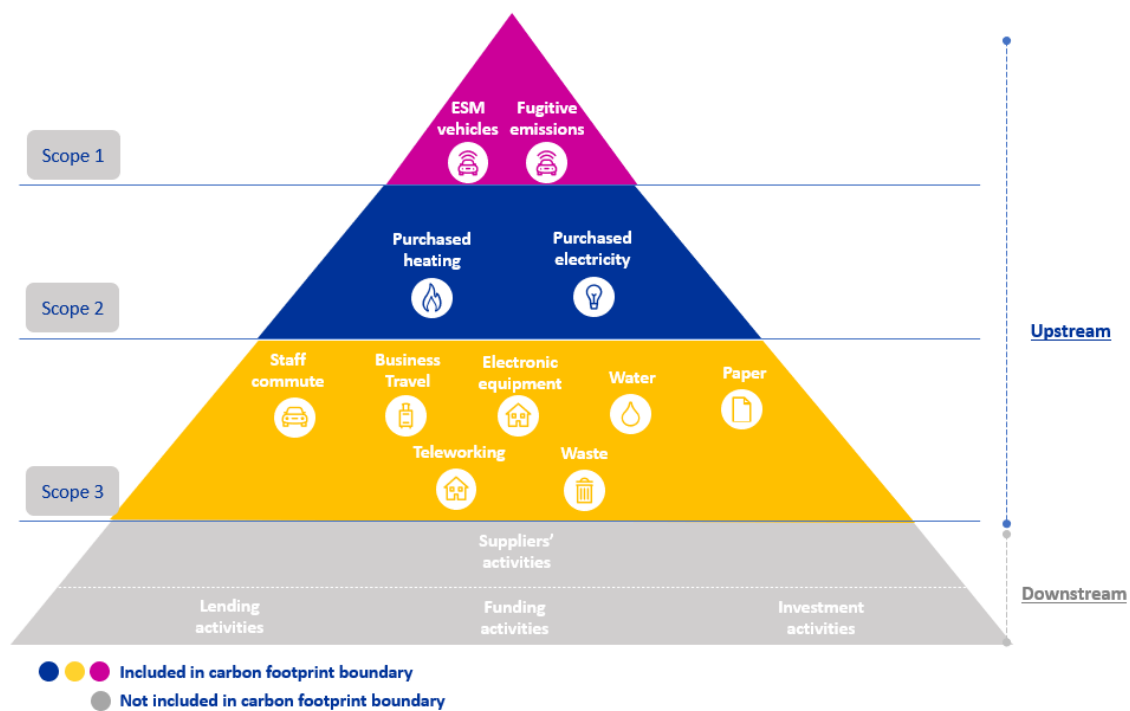 ESM
vehicles
Fugitive
emissions
Scope 1
Purchased
heating
Purchased
electricity
Scope 2
Upstream
Staff
commute
Business
Travel
Electronic
equipment
Water
Paper
Teleworking
Waste
Scope 3
Suppliers’
activities
Downstream
Lending
activities
Funding
activities
Investment
activities
Included in carbon footprint boundary
Not included in carbon footprint boundary